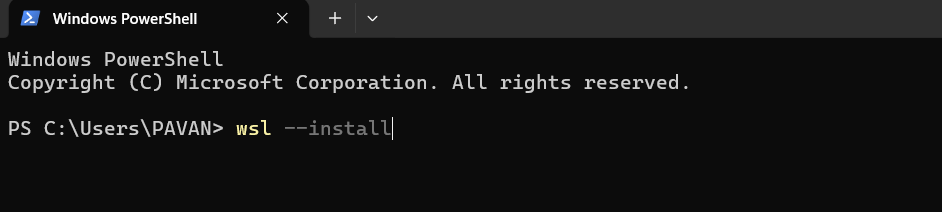 Windows PowerShell
Windows PowerShell
Copyright (C) Microsoft Corporation. All rights reserved.
PS C:\Users\PAVAN> wsl --install